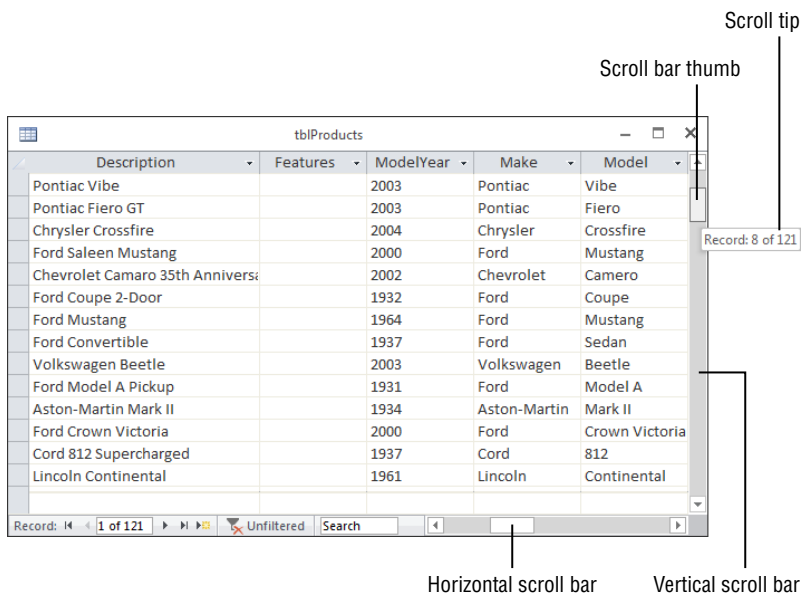 Scroll tip
Scroll bar thumb
tblProducts
Description Features ModelYear Make Model
Pontiac Vibe 2003 Pontiac Vibe
Pontiac Fiero GT 2003 Pontiac Fiero
Chrysler Crossfire 2004 Chrysler Crossfire
Record: 8 of 121
Ford Saleen Mustang 2000 Ford Mustang
Chevrolet Camaro 35th Annivers 2002 Chevrolet Camero
Ford Coupe 2-Door 1932 Ford Coupe
Ford Mustang 1964 Ford Mustang
Ford Convertible 1937 Ford Sedan
Volkswagen Beetle 2003 Volkswagen Beetle
Ford Model A Pickup 1931 Ford Model A
Aston-Martin Mark II 1934 Aston-Martin Mark II
Ford Crown Victoria 2000 Ford Crown Victoria
Cord 812 Supercharged 1937 Cord 812
Lincoln Continental 1961 Lincoln Continental
Record: 1 of 121 Unfiltered Search
Horizontal scroll bar Vertical scroll bar